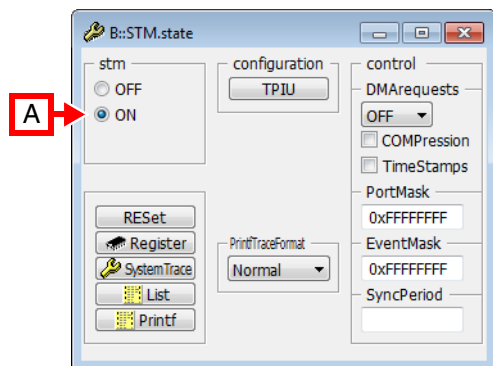 B::STM.state
A
stm
OFF
ON
RESet
Register
SystemTrace
List
Printf
configuration
TPIU
PrintfTraceFormat
Normal
control
DMArequests
OFF
COMPression
TimeStamps
PortMask
0xFFFFFFFF
EventMask
0xFFFFFFFF
SyncPeriod